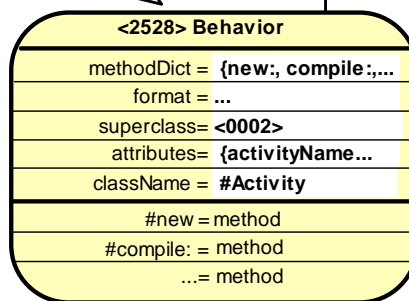 <2528> Behavior
methodDict = {new:, compile:,...
format = ...
superclass= <0002>
attributes= {activityName...
className = #Activity
#new = method
#compile: = method
...= method